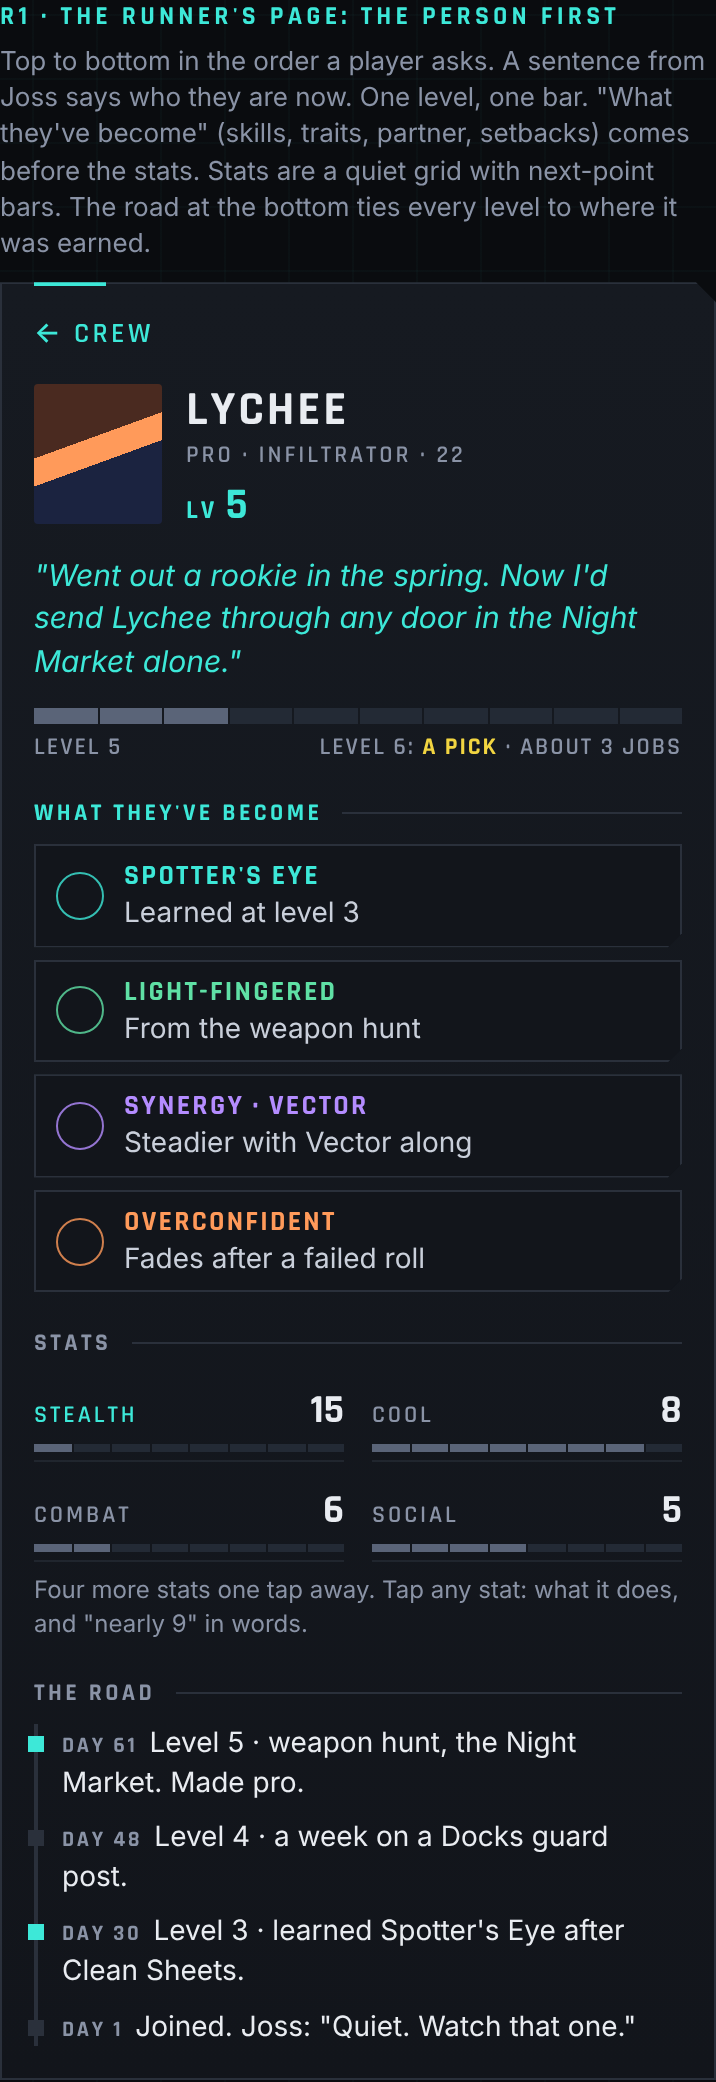 R1 · THE RUNNER'S PAGE: THE PERSON FIRST
Top to bottom in the order a player asks. A sentence from
Joss says who they are now. One level, one bar. "What
they've become" (skills, traits, partner, setbacks) comes
before the stats. Stats are a quiet grid with next-point
bars. The road at the bottom ties every level to where it
was earned.
← CREW
LYCHEE
PRO · INFILTRATOR · 22
LV 5
"Went out a rookie in the spring. Now I'd
send Lychee through any door in the Night
Market alone."
LEVEL 5 LEVEL 6: A PICK · ABOUT 3 JOBS
WHAT THEY'VE BECOME
SPOTTER'S EYE
Learned at level 3
LIGHT-FINGERED
From the weapon hunt
SYNERGY · VECTOR
Steadier with Vector along
OVERCONFIDENT
Fades after a failed roll
STATS
STEALTH 15 COOL 8
COMBAT 6 SOCIAL 5
Four more stats one tap away. Tap any stat: what it does,
and "nearly 9" in words.
THE ROAD
DAY 61 Level 5 · weapon hunt, the Night
Market. Made pro.
DAY 48 Level 4 · a week on a Docks guard
post.
DAY 30 Level 3 · learned Spotter's Eye after
Clean Sheets.
DAY 1 Joined. Joss: "Quiet. Watch that one."